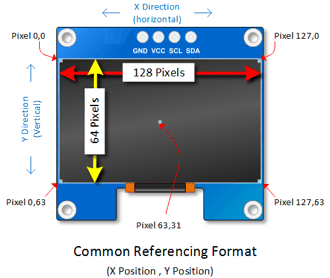 X Direction
(horizontal)
Pixel 0,0
Pixel 127,0
GND VCC SCL SDA
128 Pixels
Y Direction
(Vertical)
64 Pixels
Pixel 0,63
Pixel 127,63
Pixel 63,31
Common Referencing Format
(X Position , Y Position)